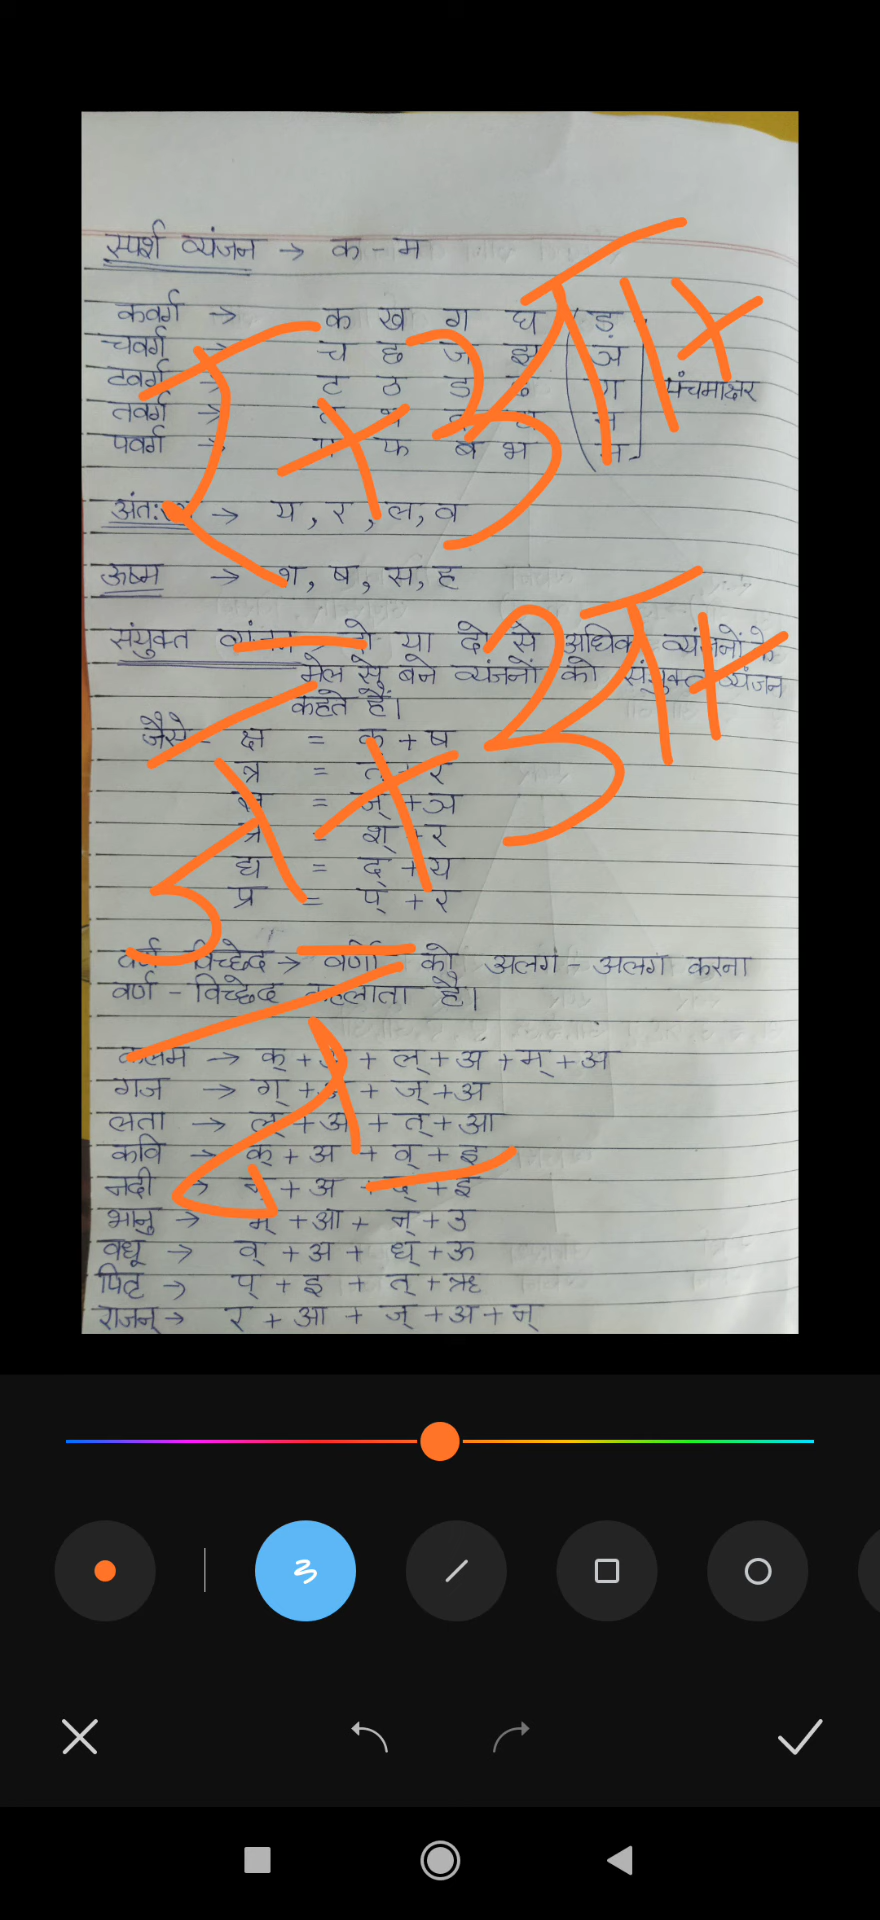 स्पर्श व्यंजन → क - म
कवर्ग → क ख ग घ ङ
चवर्ग → च छ ज झ ञ
टवर्ग → ट ठ ड ढ ण पंचमाक्षर
तवर्ग →
पवर्ग → फ ब भ
→ य, र, ल, व
ऊष्म → श, ष, स, ह
संयुक्त या दो से अधिक व्यंजनों के
मेल से बने व्यंजनों को संयुक्त व्यंजन
कहते हैं।
जैसे - क्ष = क् + ष
त्र = + र
= ज् + ञ
= श् + र
द्य = द् + य
प्र = प् + र
विच्छेद → वर्णों को अलग - अलग करना
वर्ण - विच्छेद कहलाता है।
कलम → क् + अ + ल् + अ + म् + अ
गज → ग् + अ + ज् + अ
लता → ल् + अ + त् + आ
कवि → क् + अ + व् + इ
नदी → + अ + द् + ई
भानु → भ् + आ + न् + उ
वधू → व् + अ + ध् + ऊ
पितृ → प् + इ + त् + ऋ
राजन् → र + आ + ज् + अ + न्